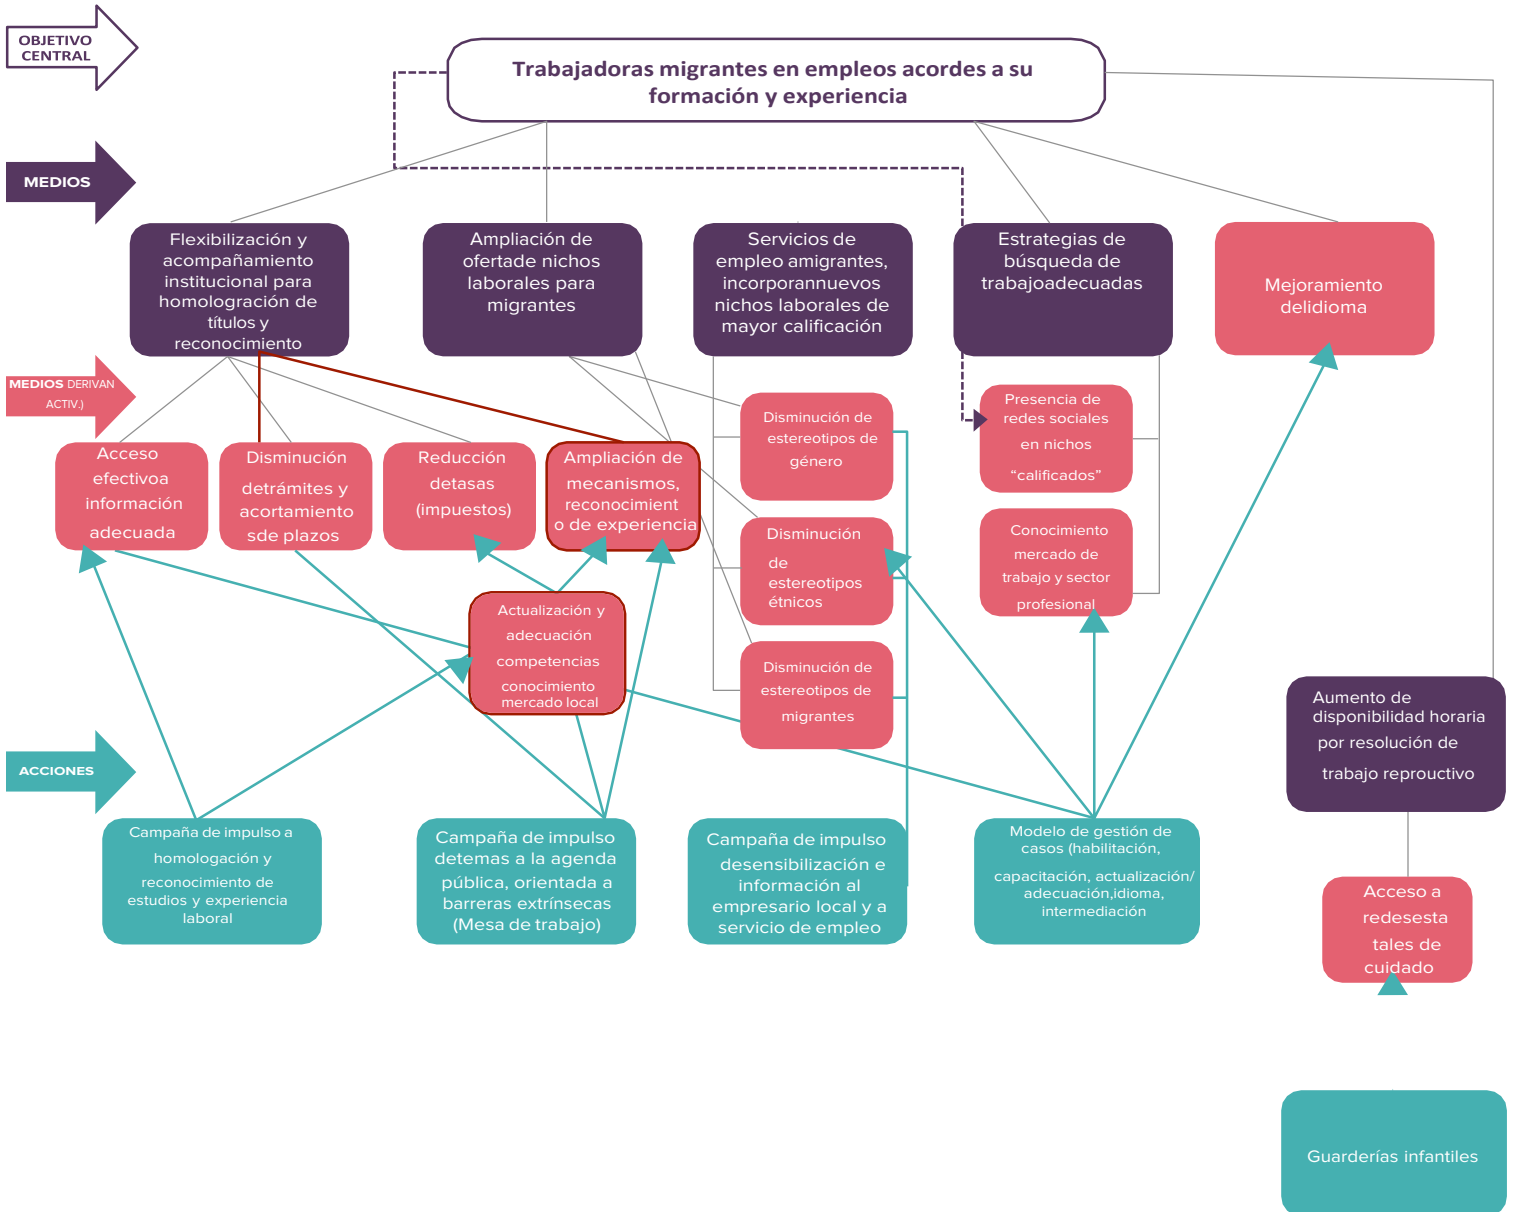 OBJETIVO
CENTRAL
Trabajadoras migrantes en empleos acordes a su
formación y experiencia
MEDIOS
Flexibilización y
acompañamiento
institucional para
homologración de
títulos y
reconocimiento
Ampliación de
ofertade nichos
laborales para
migrantes
Servicios de
empleo amigrantes,
incorporannuevos
nichos laborales de
mayor calificación
Estrategias de
búsqueda de
trabajoadecuadas
Mejoramiento
delidioma
MEDIOS DERIVAN
ACTIV.)
Acceso
efectivoa
información
adecuada
Disminución
detrámites y
acortamiento
sde plazos
Reducción
detasas
(impuestos)
Ampliación de
mecanismos,
reconocimient
o de experiencia
Disminución de
estereotipos de
género
Presencia de
redes sociales
en nichos
“calificados”
Disminución
de
estereotipos
étnicos
Conocimiento
mercado de
trabajo y sector
profesional
Actualización y
adecuación
competencias
conocimiento
mercado local
Disminución de
estereotipos de
migrantes
Aumento de
disponibilidad horaria
por resolución de
trabajo reprouctivo
ACCIONES
Campaña de impulso a
homologación y
reconocimiento de
estudios y experiencia
laboral
Campaña de impulso
detemas a la agenda
pública, orientada a
barreras extrínsecas
(Mesa de trabajo)
Campaña de impulso
desensibilización e
información al
empresario local y a
servicio de empleo
Modelo de gestión de
casos (habilitación,
capacitación, actualización/
adecuación,idioma,
intermediación
Acceso a
redesesta
tales de
cuidado
Guarderías infantiles